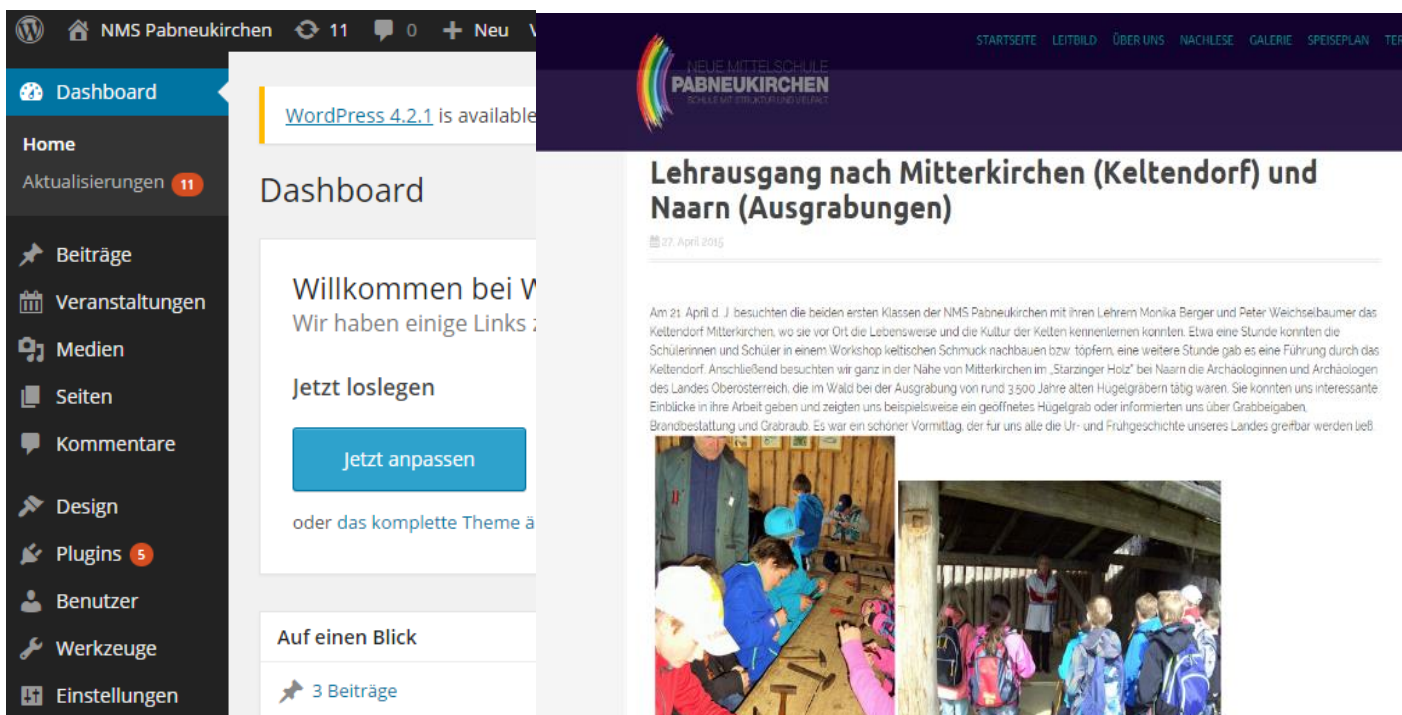 NMS Pabneukirchen 11 0 + Neu
Dashboard
Home
Aktualisierungen 11
Beiträge
Veranstaltungen
Medien
Seiten
Kommentare
Design
Plugins 5
Benutzer
Werkzeuge
Einstellungen
WordPress 4.2.1 is available
Dashboard
Willkommen bei
Wir haben einige Links
Jetzt loslegen
Jetzt anpassen
oder das komplette Theme ä
Auf einen Blick
3 Beiträge
STARTSEITE LEITBILD ÜBER UNS NACHLESE GALERIE SPEISEPLAN TER
NEUE MITTELSCHULE
PABNEUKIRCHEN
SCHULE MIT STRUKTUR UND VIELFALT
Lehrausgang nach Mitterkirchen (Keltendorf) und
Naarn (Ausgrabungen)
27. April 2015
Am 21. April d. J. besuchten die beiden ersten Klassen der NMS Pabneukirchen mit ihren Lehrern Monika Berger und Peter Weichselbaumer das
Keltendorf Mitterkirchen, wo sie vor Ort die Lebensweise und die Kultur der Kelten kennenlernen konnten. Etwa eine Stunde konnten die
Schülerinnen und Schüler in einem Workshop keltischen Schmuck nachbauen bzw. töpfern, eine weitere Stunde gab es eine Führung durch das
Keltendorf. Anschließend besuchten wir ganz in der Nähe von Mitterkirchen im „Starzinger Holz" bei Naarn die Archäologinnen und Archäologen
des Landes Oberösterreich, die im Wald bei der Ausgrabung von rund 3.500 Jahre alten Hügelgräbern tätig waren. Sie konnten uns interessante
Einblicke in ihre Arbeit geben und zeigten uns beispielsweise ein geöffnetes Hügelgrab oder informierten uns über Grabbeigaben,
Brandbestattung und Grabraub. Es war ein schöner Vormittag, der für uns alle die Ur- und Frühgeschichte unseres Landes greifbar werden ließ.